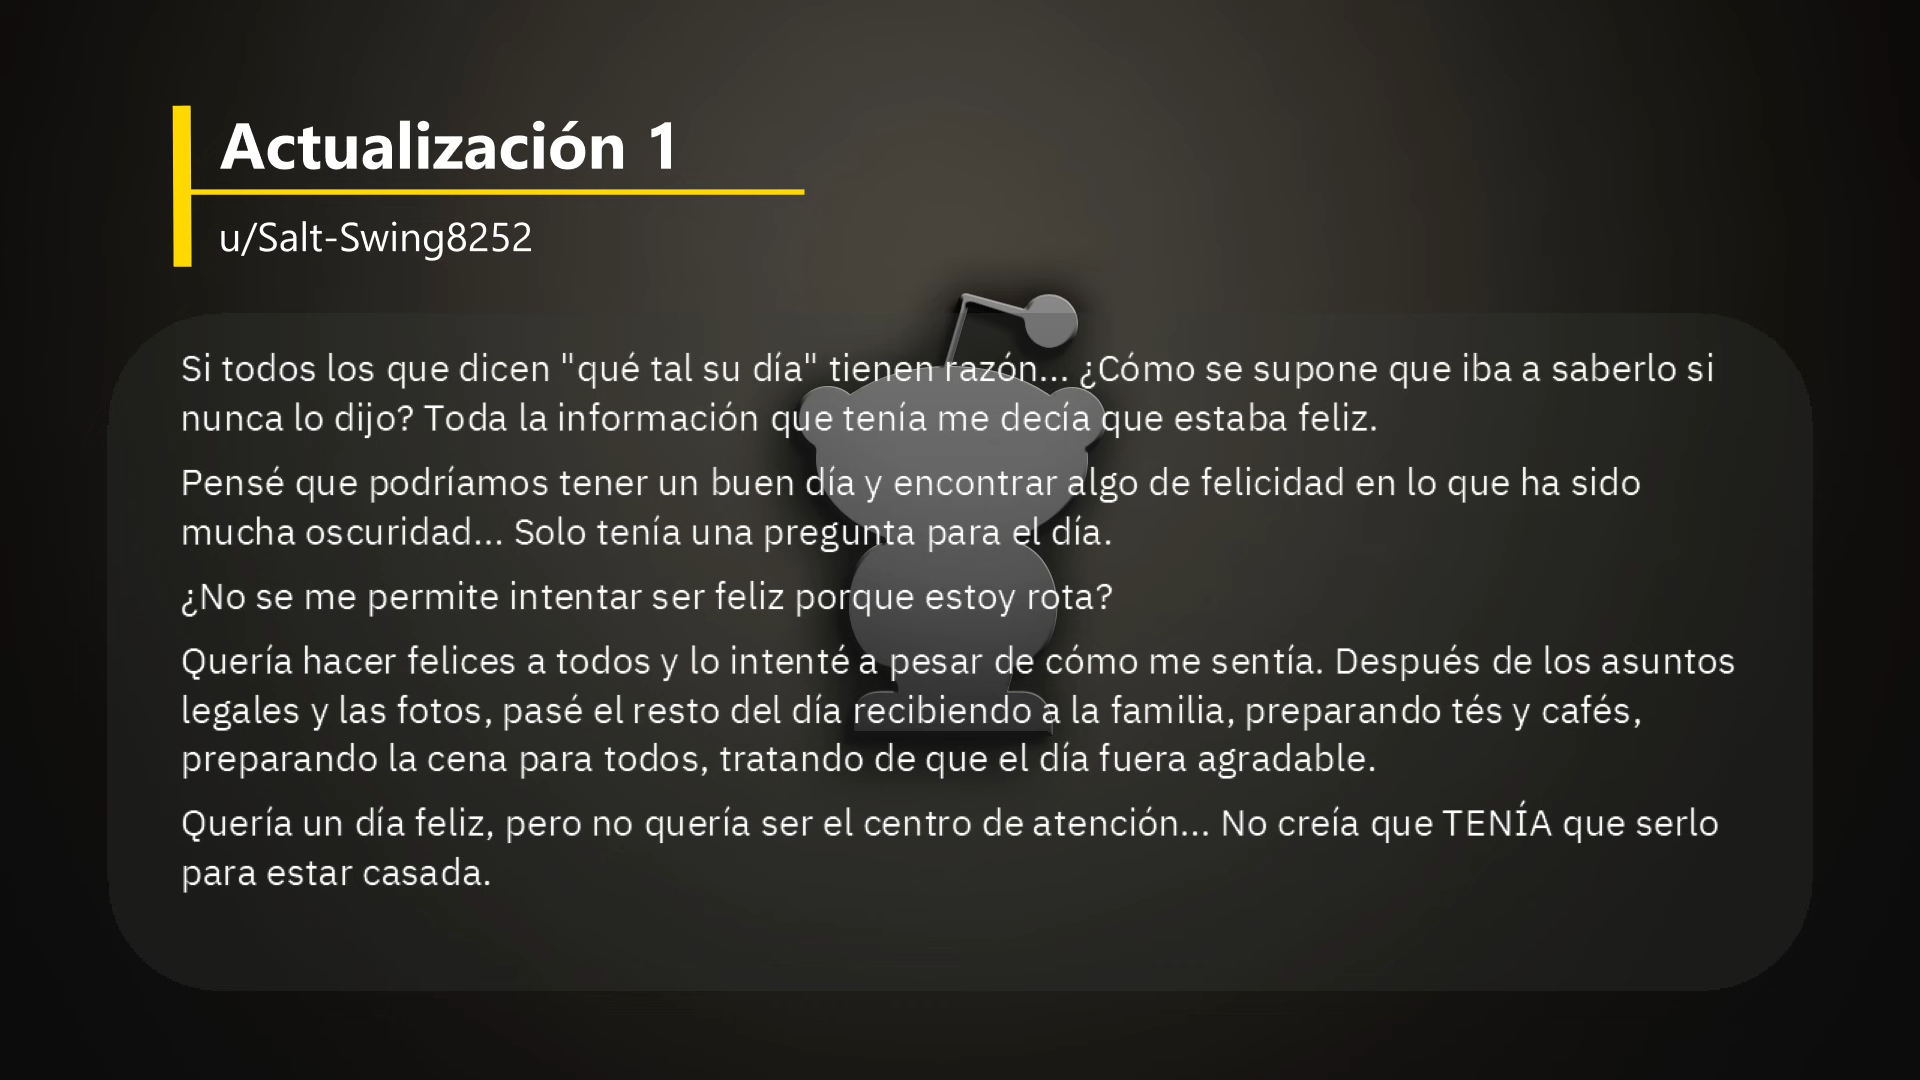 Actualización 1
u/Salt-Swing8252
Si todos los que dicen "qué tal su día" tienen razón... ¿Cómo se supone que iba a saberlo si
nunca lo dijo? Toda la información que tenía me decía que estaba feliz.
Pensé que podríamos tener un buen día y encontrar algo de felicidad en lo que ha sido
mucha oscuridad... Solo tenía una pregunta para el día.
¿No se me permite intentar ser feliz porque estoy rota?
Quería hacer felices a todos y lo intenté a pesar de cómo me sentía. Después de los asuntos
legales y las fotos, pasé el resto del día recibiendo a la familia, preparando tés y cafés,
preparando la cena para todos, tratando de que el día fuera agradable.
Quería un día feliz, pero no quería ser el centro de atención... No creía que TENÍA que serlo
para estar casada.